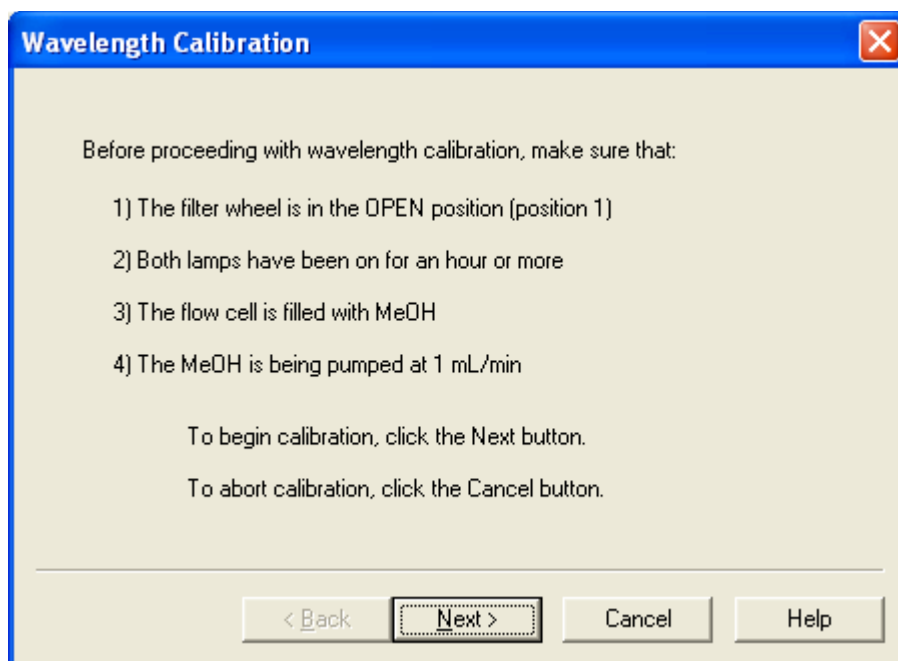 Wavelength Calibration
Before proceeding with wavelength calibration, make sure that:
1) The filter wheel is in the OPEN position (position 1)
2) Both lamps have been on for an hour or more
3) The flow cell is filled with MeOH
4) The MeOH is being pumped at 1 mL/min
To begin calibration, click the Next button.
To abort calibration, click the Cancel button.
< Back Next > Cancel Help